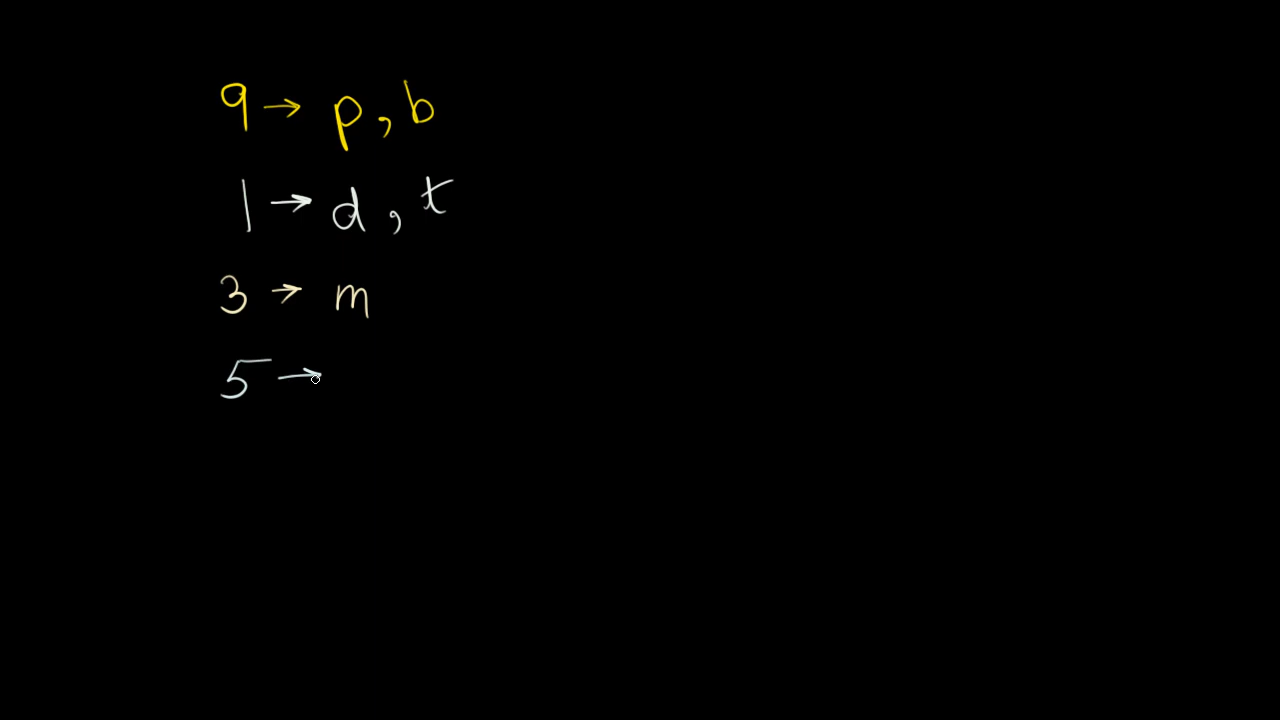 9 → p, b
1 → d, t
3 → m
5 →